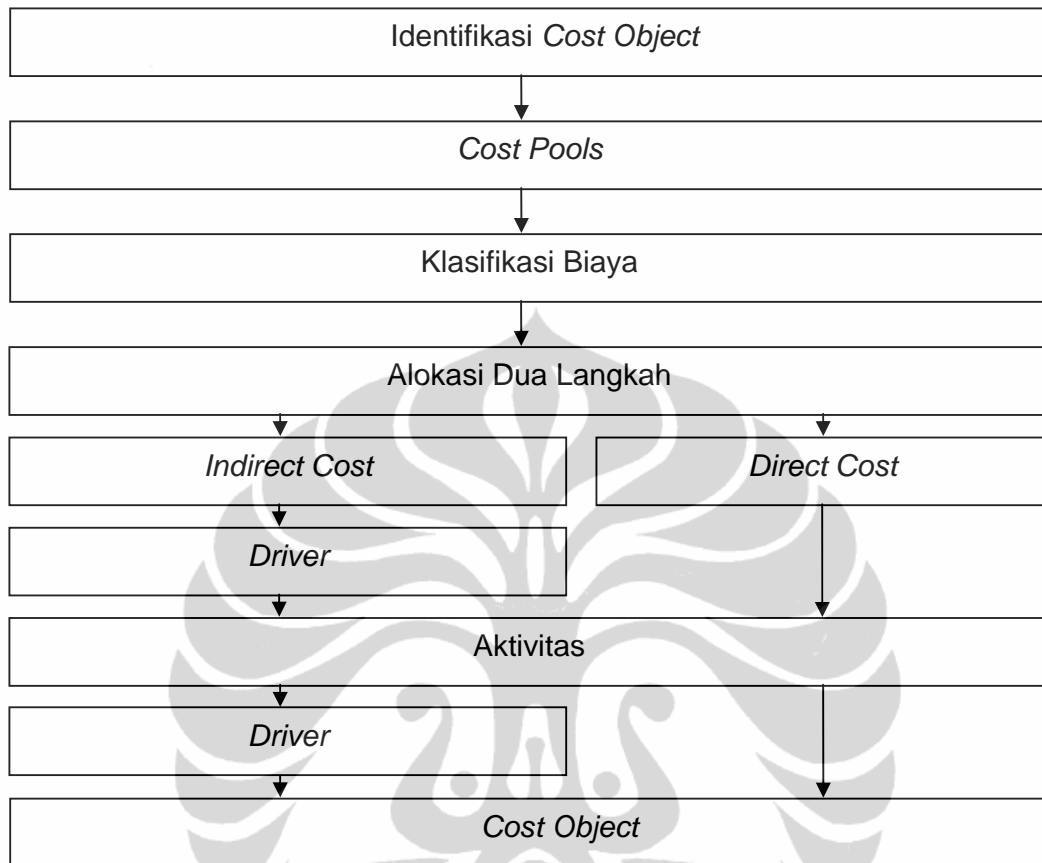 Identifikasi Cost Object
Cost Pools
Klasifikasi Biaya
Alokasi Dua Langkah
Indirect Cost
Direct Cost
Driver
Aktivitas
Driver
Cost Object